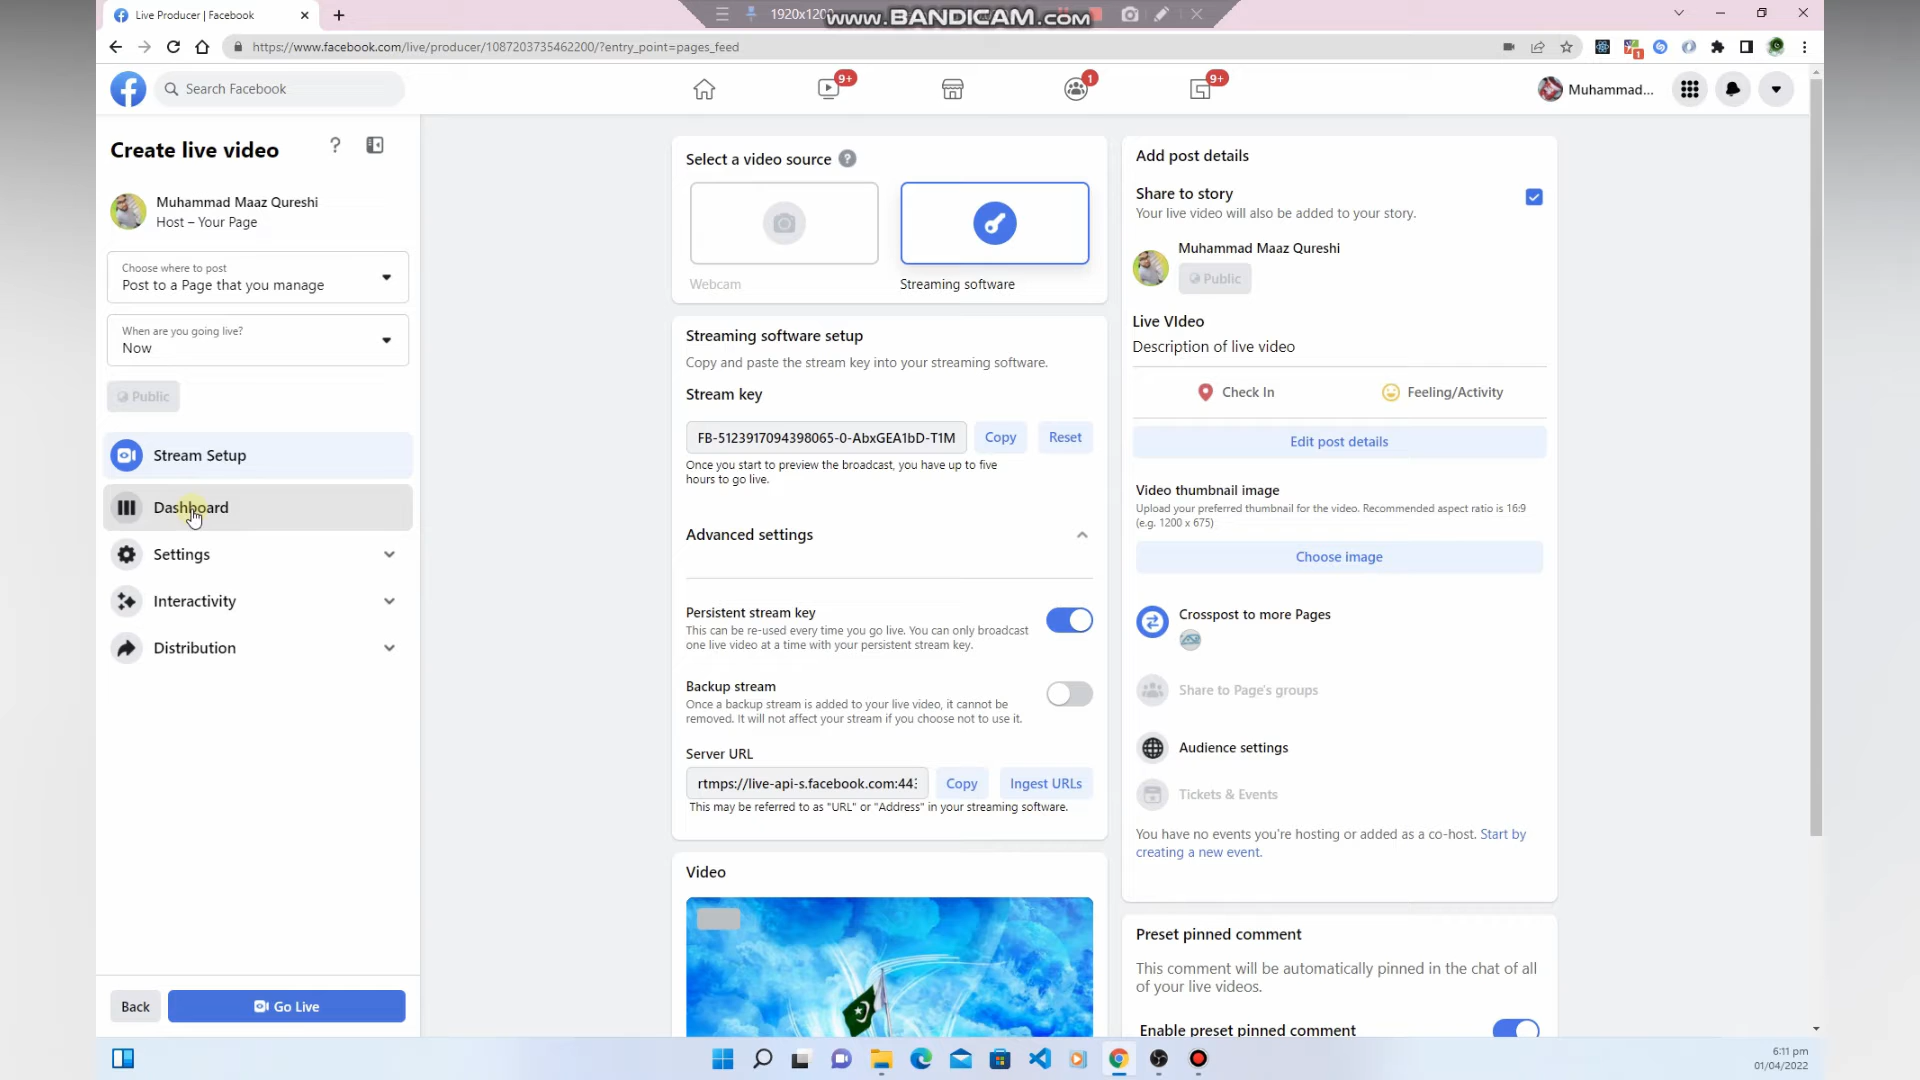 Live Producer | Facebook
1920x1200
www.BANDICAM.com
https://www.facebook.com/live/producer/1087203735462200/?entry_point=pages_feed
1
Search Facebook
9+
1
9+
Muhammad...
Create live video
?
Muhammad Maaz Qureshi
Host – Your Page
Choose where to post
Post to a Page that you manage
When are you going live?
Now
Public
Stream Setup
Dashboard
Settings
Interactivity
Distribution
Back
Go Live
Select a video source ?
Webcam
Streaming software
Streaming software setup
Copy and paste the stream key into your streaming software.
Stream key
FB-5123917094398065-0-AbxGEA1bD-T1M
Copy
Reset
Once you start to preview the broadcast, you have up to five
hours to go live.
Advanced settings
Persistent stream key
This can be re-used every time you go live. You can only broadcast
one live video at a time with your persistent stream key.
Backup stream
Once a backup stream is added to your live video, it cannot be
removed. It will not affect your stream if you choose not to use it.
Server URL
rtmps://live-api-s.facebook.com:443
Copy
Ingest URLs
This may be referred to as "URL" or "Address" in your streaming software.
Video
Add post details
Share to story
Your live video will also be added to your story.
Muhammad Maaz Qureshi
Public
Live VIdeo
Description of live video
Check In
Feeling/Activity
Edit post details
Video thumbnail image
Upload your preferred thumbnail for the video. Recommended aspect ratio is 16:9
(e.g. 1200 x 675)
Choose image
Crosspost to more Pages
Share to Page's groups
Audience settings
Tickets & Events
You have no events you're hosting or added as a co-host. Start by
creating a new event.
Preset pinned comment
This comment will be automatically pinned in the chat of all
of your live videos.
Enable preset pinned comment
6:11 pm
01/04/2022